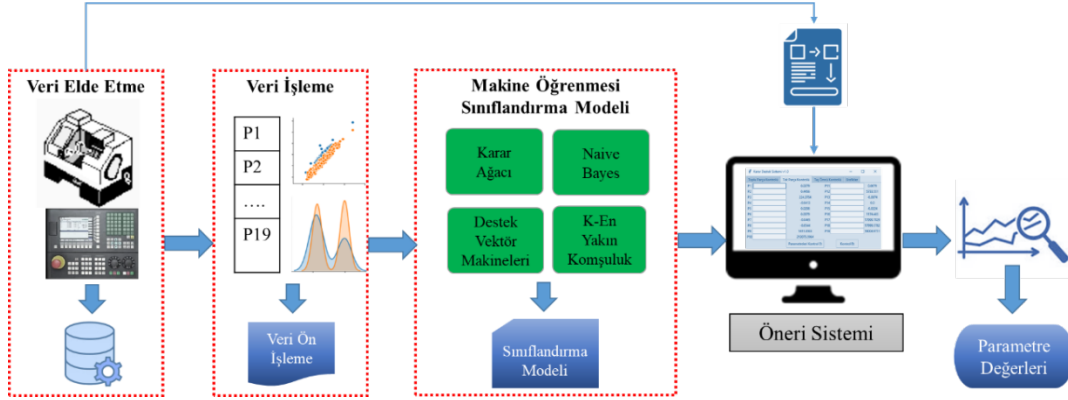 Veri Elde Etme
Veri İşleme
P1
P2
....
P19
Veri Ön
İşleme
Makine Öğrenmesi
Sınıflandırma Modeli
Karar
Ağacı
Naive
Bayes
Destek
Vektör
Makineleri
K-En
Yakın
Komşuluk
Sınıflandırma
Modeli
Öneri Sistemi
Parametre
Değerleri